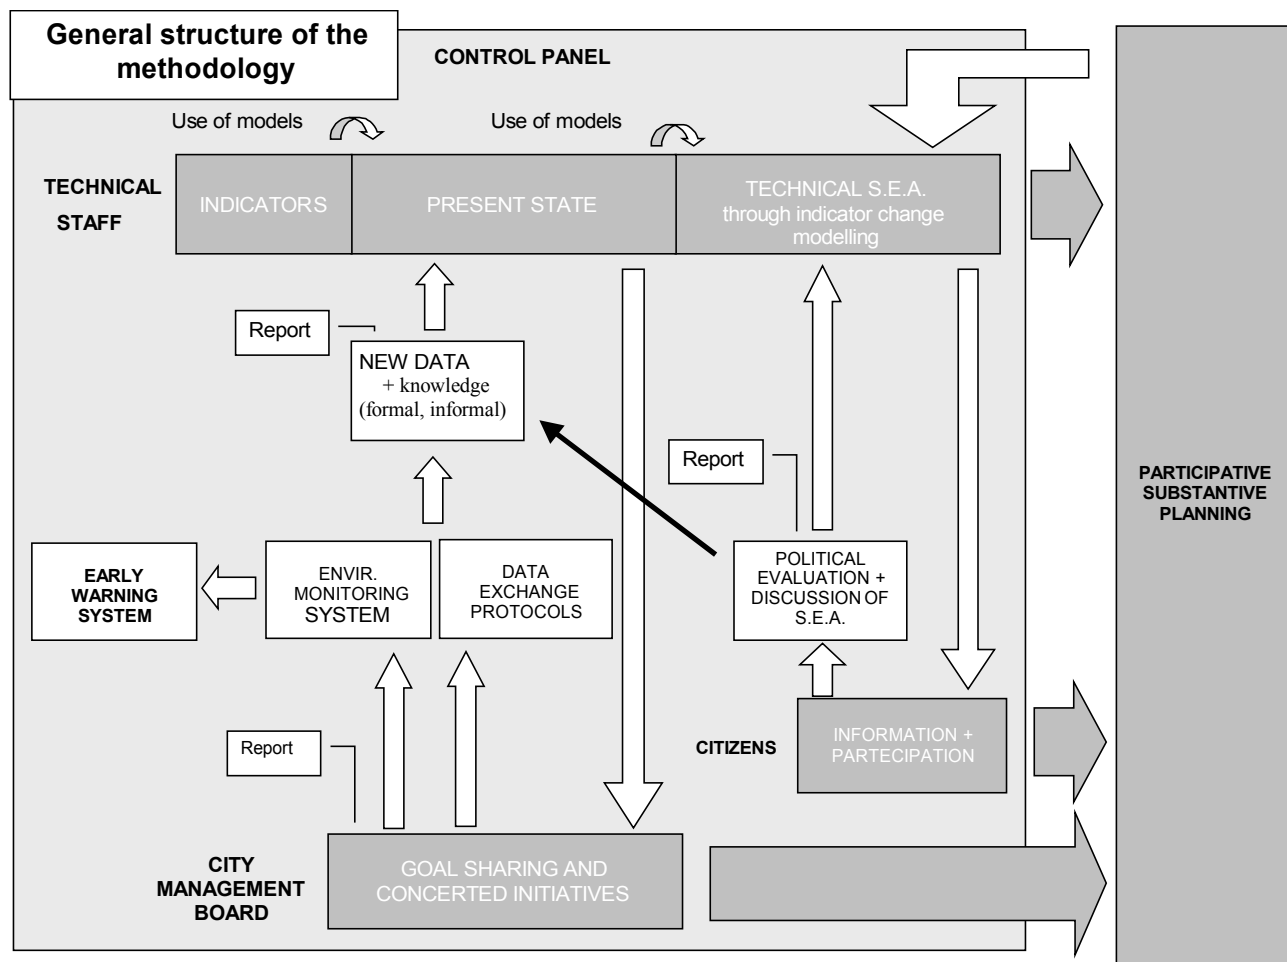 General structure of the
methodology
CONTROL PANEL
Use of models
Use of models
TECHNICAL
STAFF
INDICATORS
PRESENT STATE
TECHNICAL S.E.A.
through indicator change
modelling
Report
NEW DATA
+ knowledge
(formal, informal)
Report
PARTICIPATIVE
SUBSTANTIVE
PLANNING
EARLY
WARNING
SYSTEM
ENVIR.
MONITORING
SYSTEM
DATA
EXCHANGE
PROTOCOLS
POLITICAL
EVALUATION +
DISCUSSION OF
S.E.A.
Report
CITIZENS
INFORMATION +
PARTECIPATION
CITY
MANAGEMENT
BOARD
GOAL SHARING AND
CONCERTED INITIATIVES